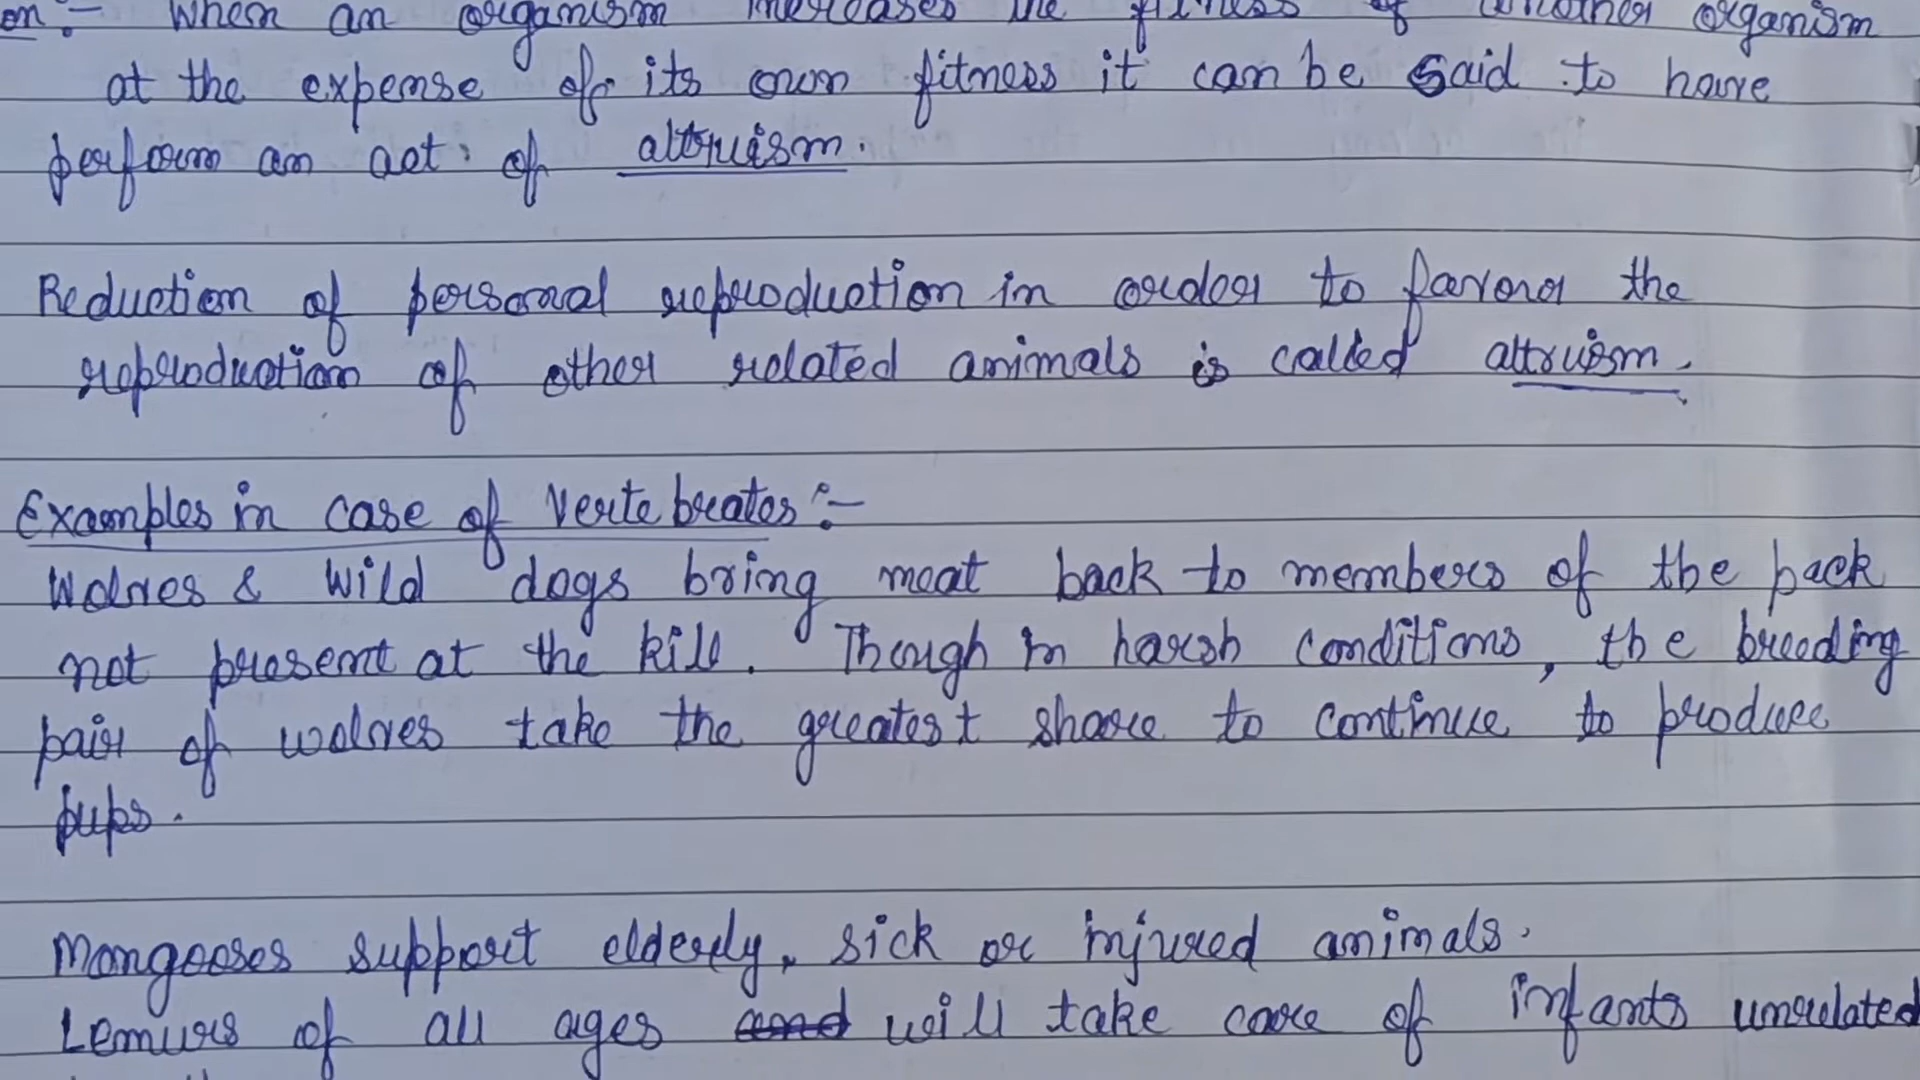 on :- When an organism increases the fitness of another organism
at the expense of its own fitness it can be said to have
perform an act of altruism.
Reduction of personal reproduction in order to favour the
reproduction of other related animals is called altruism.
Examples in case of Vertebrates :-
Wolves & Wild dogs bring meat back to members of the pack
not present at the kill. Though in harsh conditions, the breeding
pair of wolves take the greatest share to continue to produce
pups.
Mongooses support elderly, sick or injured animals.
Lemurs of all ages and will take care of infants unrelated